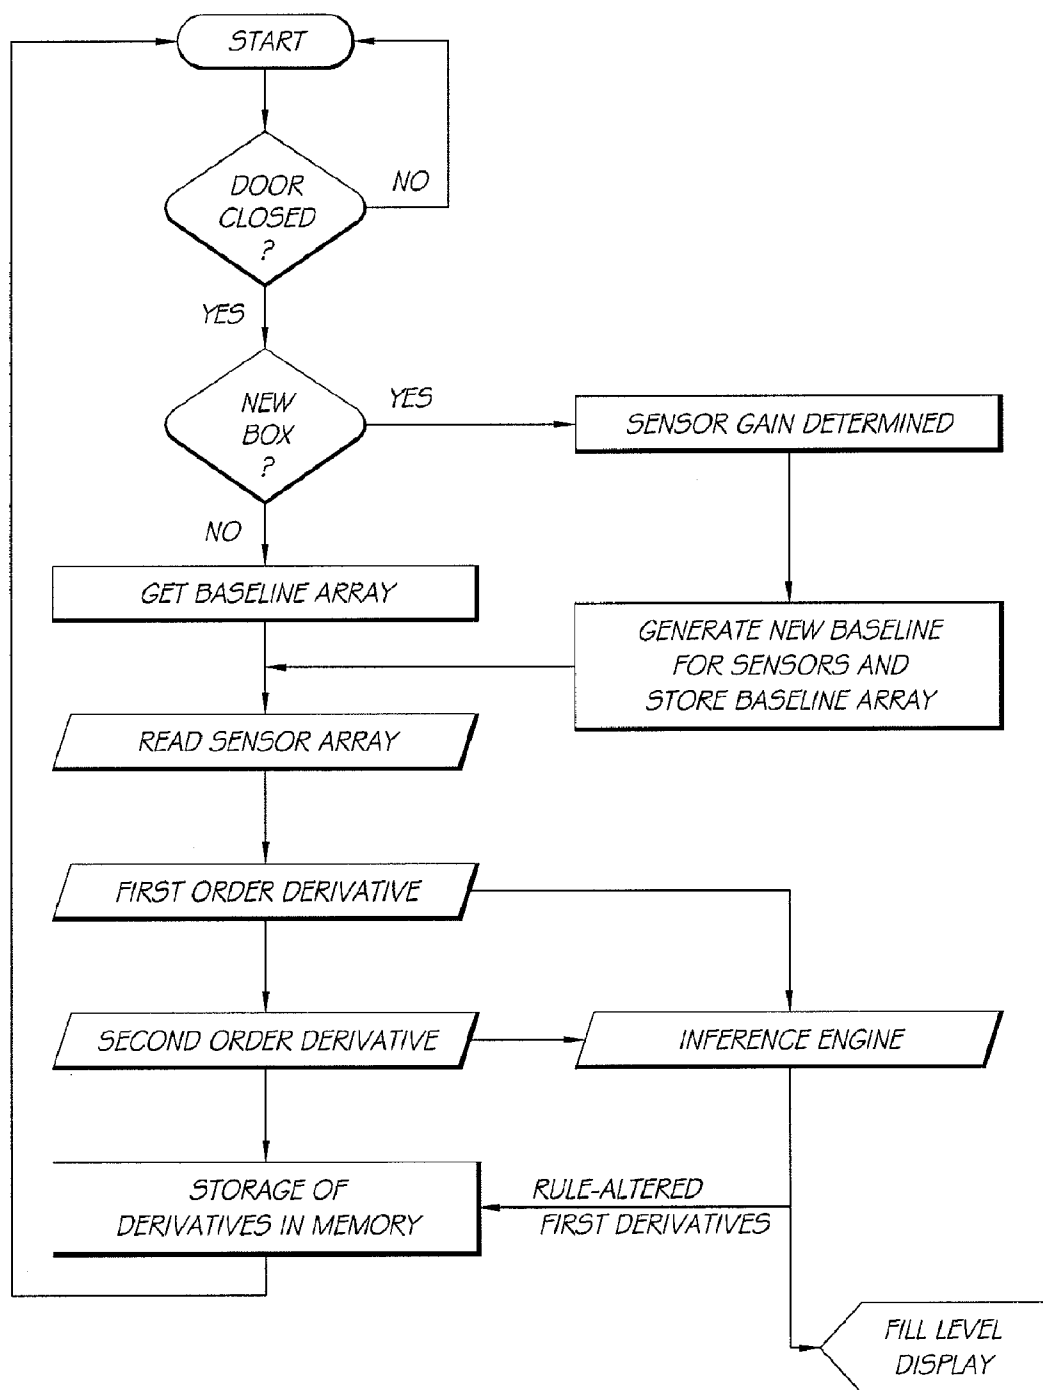 START
DOOR
CLOSED
?
NO
YES
NEW
BOX
?
YES
SENSOR GAIN DETERMINED
NO
GET BASELINE ARRAY
GENERATE NEW BASELINE
FOR SENSORS AND
STORE BASELINE ARRAY
READ SENSOR ARRAY
FIRST ORDER DERIVATIVE
SECOND ORDER DERIVATIVE
INFERENCE ENGINE
STORAGE OF
DERIVATIVES IN MEMORY
RULE-ALTERED
FIRST DERIVATIVES
FILL LEVEL
DISPLAY